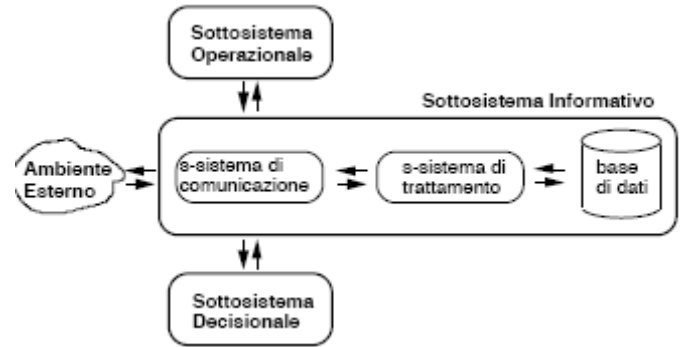 Sottosistema
Operazionale
Sottosistema Informativo
Ambiente
Esterno
s-sistema di
comunicazione
s-sistema di
trattamento
base
di dati
Sottosistema
Decisionale